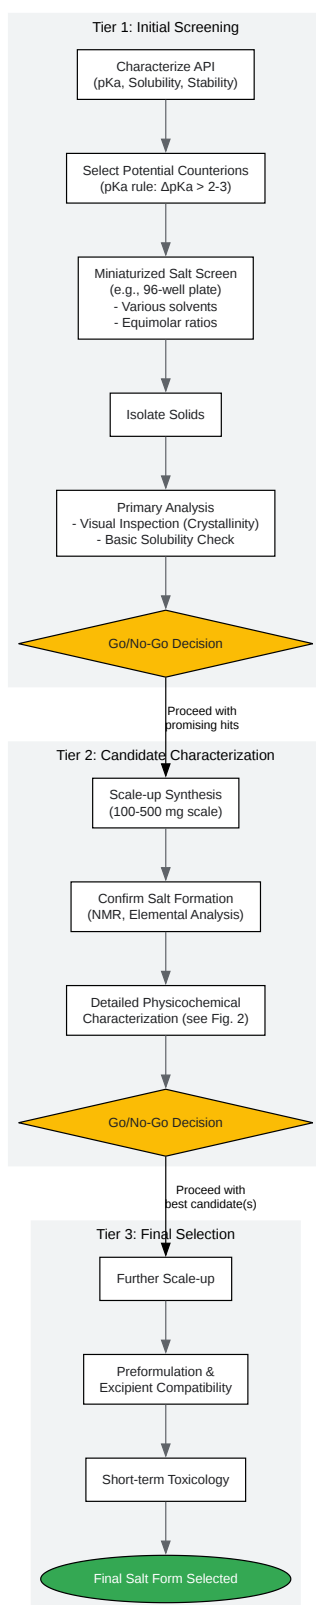 Tier 1: Initial Screening
Characterize API
(pKa, Solubility, Stability)
Select Potential Counterions
(pKa rule: ΔpKa > 2-3)
Miniaturized Salt Screen
(e.g., 96-well plate)
- Various solvents
- Equimolar ratios
Isolate Solids
Primary Analysis
- Visual Inspection (Crystallinity)
- Basic Solubility Check
Go/No-Go Decision
Proceed with
promising hits
Tier 2: Candidate Characterization
Scale-up Synthesis
(100-500 mg scale)
Confirm Salt Formation
(NMR, Elemental Analysis)
Detailed Physicochemical
Characterization (see Fig. 2)
Go/No-Go Decision
Proceed with
best candidate(s)
Tier 3: Final Selection
Further Scale-up
Preformulation &
Excipient Compatibility
Short-term Toxicology
Final Salt Form Selected